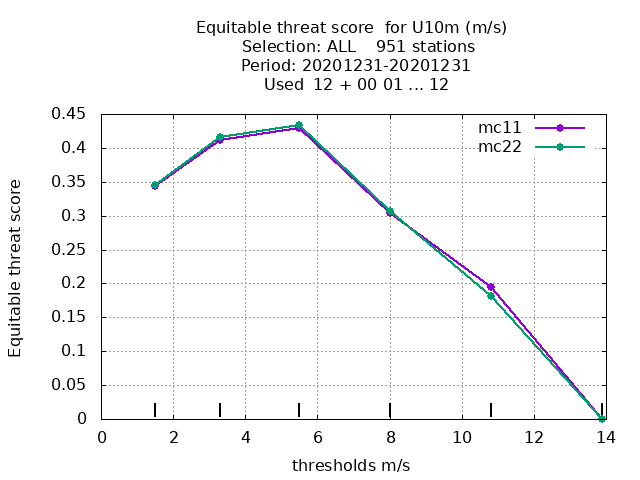 Equitable threat score  for U10m (m/s)
Selection: ALL    951 stations
Period: 20201231-20201231
Used  12 + 00 01 ... 12
mc11
mc22
Equitable threat score
0.45
0.4
0.35
0.3
0.25
0.2
0.15
0.1
0.05
0
0 2 4 6 8 10 12 14
thresholds m/s